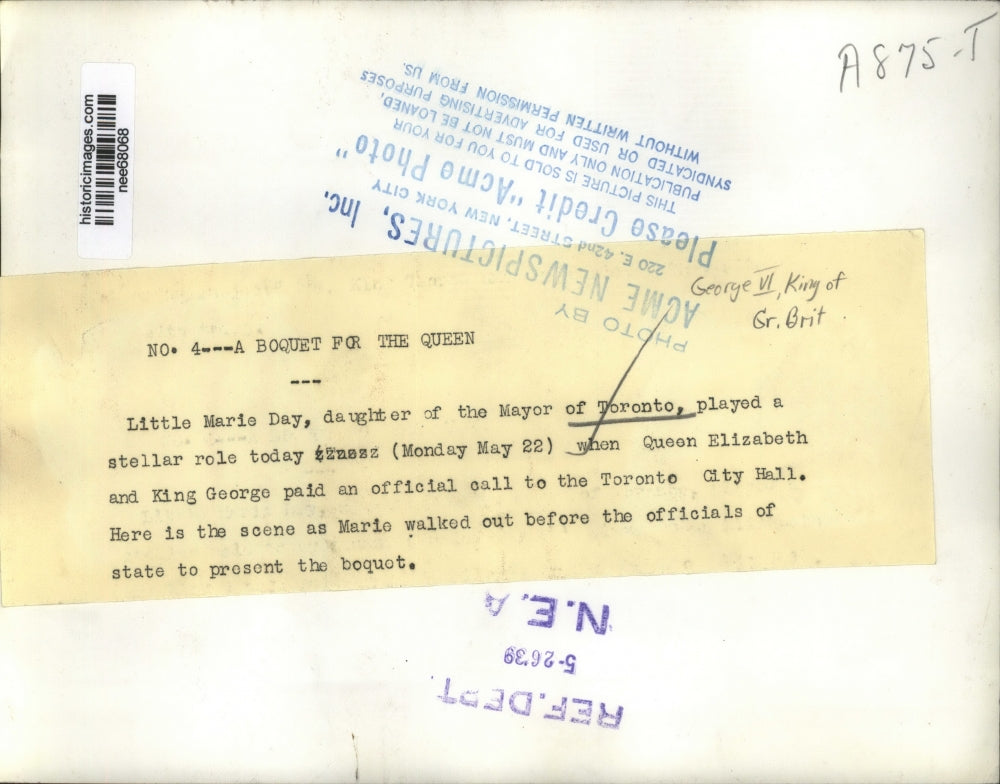 A875-T
historicimages.com
nee68068
PHOTO BY
ACME NEWSPICTURES, Inc.
220 E. 42nd STREET, NEW YORK CITY
Please Credit "Acme Photo"
THIS PICTURE IS SOLD TO YOU FOR YOUR
PUBLICATION ONLY AND MUST NOT BE LOANED,
SYNDICATED OR USED FOR ADVERTISING PURPOSES
WITHOUT WRITTEN PERMISSION FROM US.
George VI, King of
Gr. Brit
NO. 4---A BOQUET FOR THE QUEEN
---
Little Marie Day, daughter of the Mayor of Toronto, played a
stellar role today (Monday May 22) when Queen Elizabeth
and King George paid an official call to the Toronto City Hall.
Here is the scene as Marie walked out before the officials of
state to present the boquet.
REF. DEPT
5-2639
N.E.A